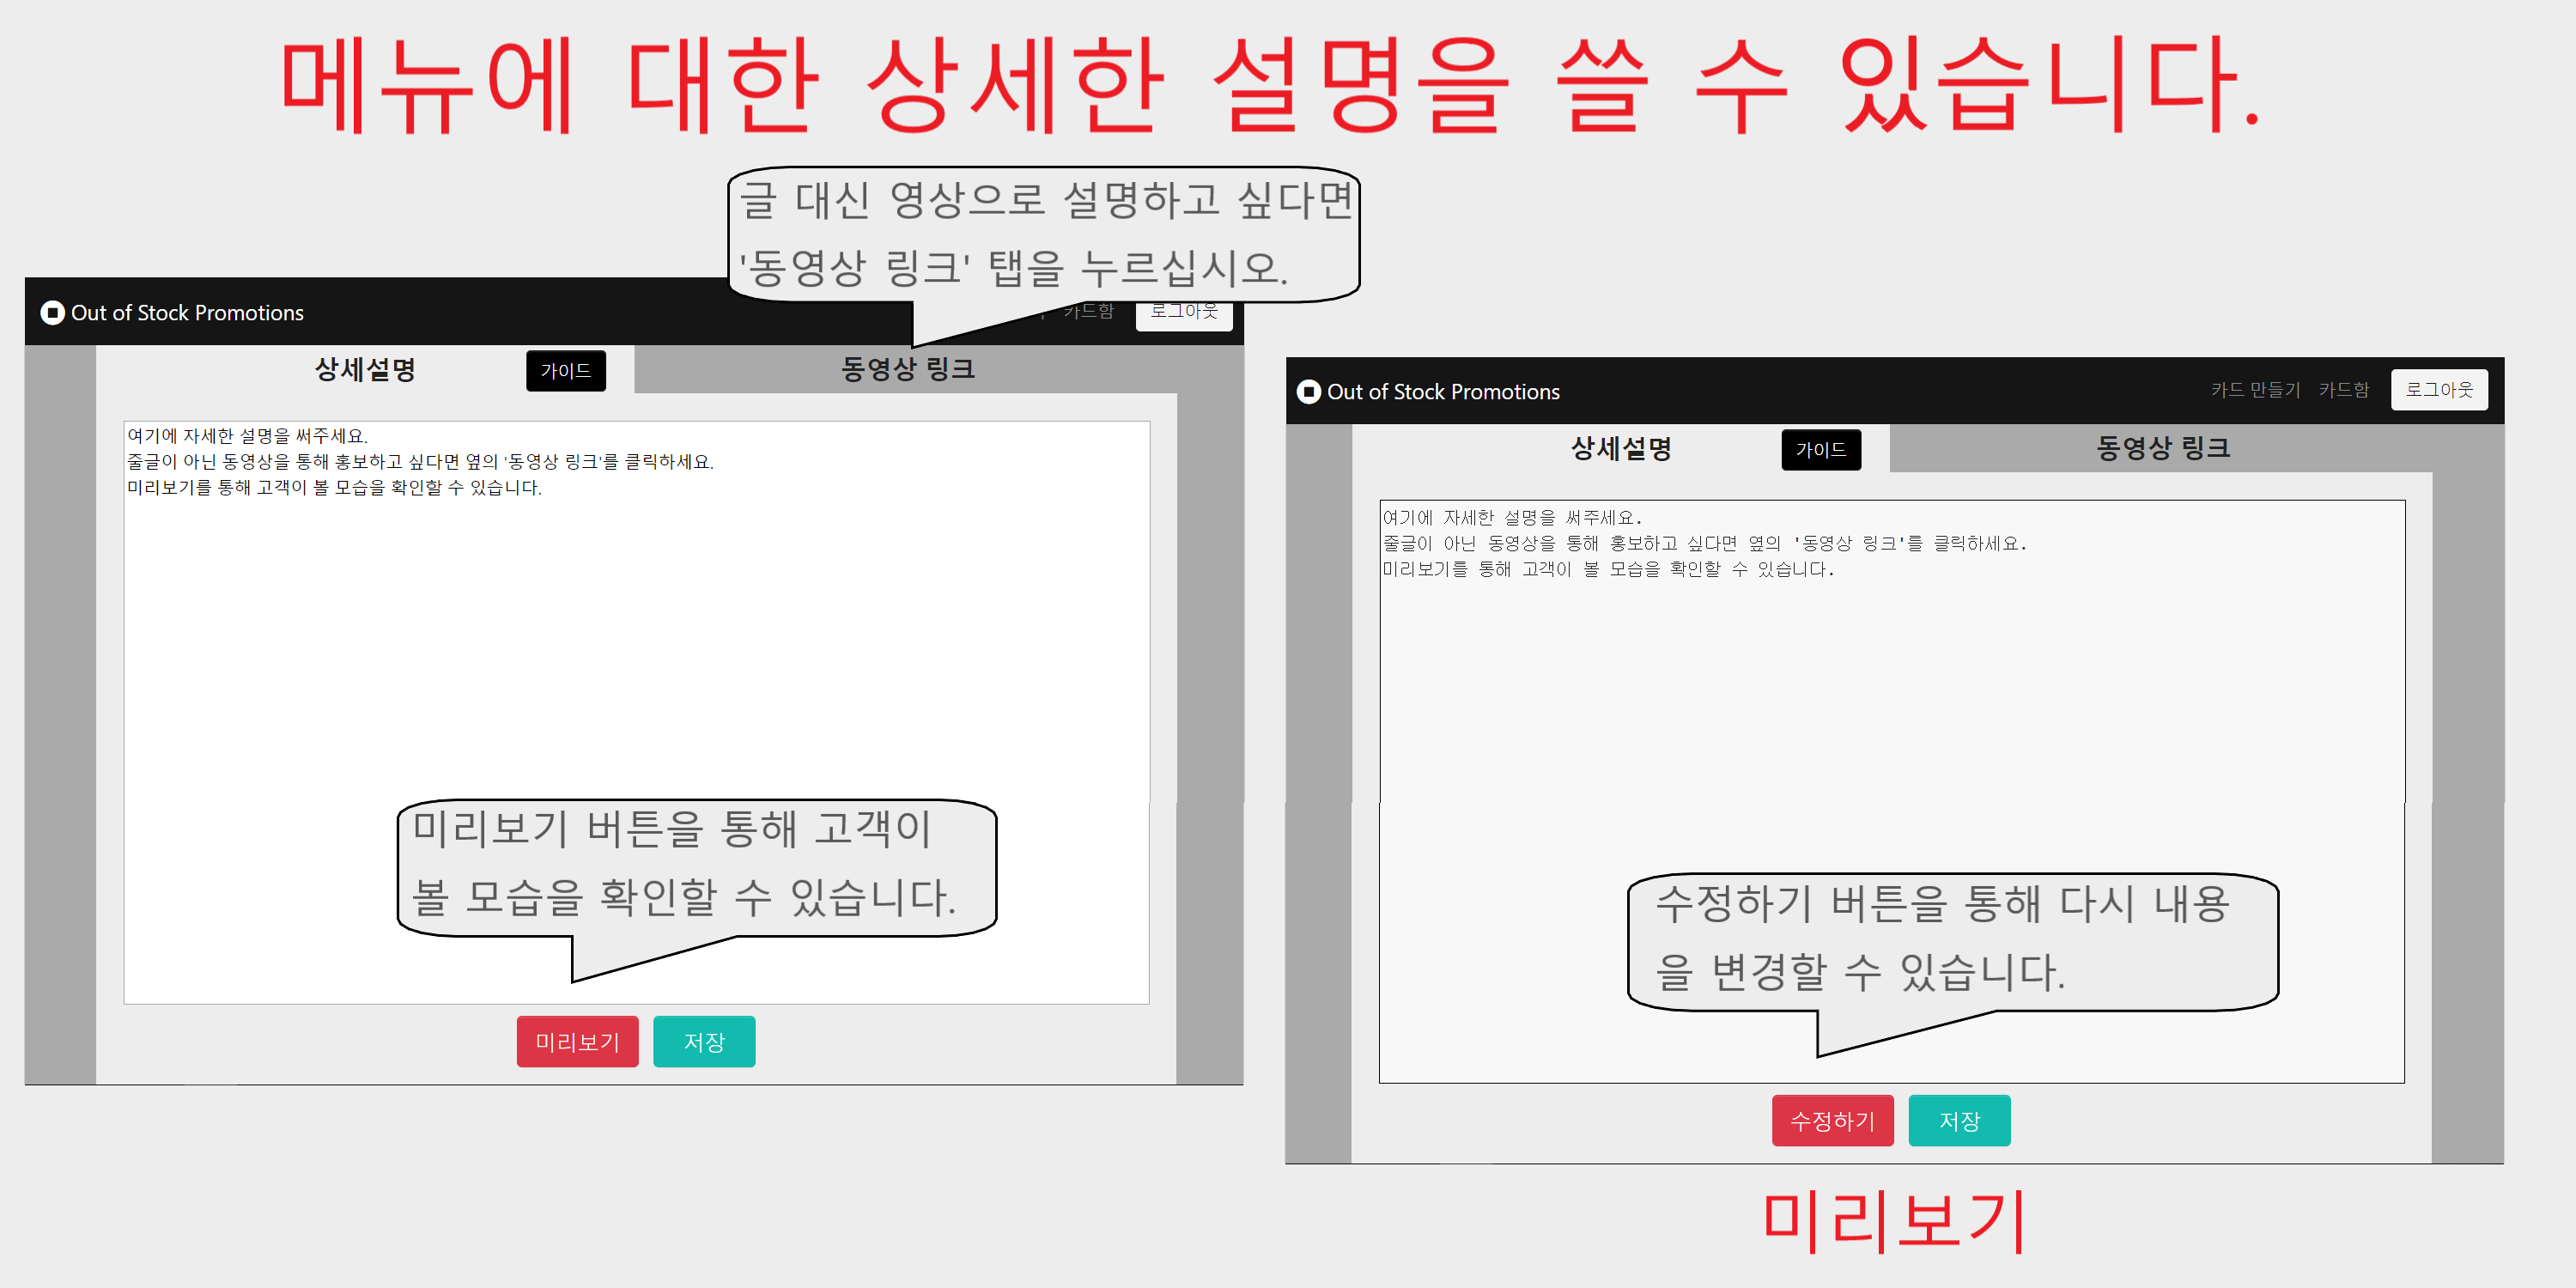 메뉴에 대한 상세한 설명을 쓸 수 있습니다.
글 대신 영상으로 설명하고 싶다면
'동영상 링크' 탭을 누르십시오.
Out of Stock Promotions
카드함
로그아웃
상세설명
가이드
동영상 링크
여기에 자세한 설명을 써주세요.
줄글이 아닌 동영상을 통해 홍보하고 싶다면 옆의 '동영상 링크'를 클릭하세요.
미리보기를 통해 고객이 볼 모습을 확인할 수 있습니다.
미리보기 버튼을 통해 고객이
볼 모습을 확인할 수 있습니다.
미리보기
저장
Out of Stock Promotions
카드 만들기
카드함
로그아웃
상세설명
가이드
동영상 링크
여기에 자세한 설명을 써주세요.
줄글이 아닌 동영상을 통해 홍보하고 싶다면 옆의 '동영상 링크'를 클릭하세요.
미리보기를 통해 고객이 볼 모습을 확인할 수 있습니다.
수정하기 버튼을 통해 다시 내용
을 변경할 수 있습니다.
수정하기
저장
미리보기